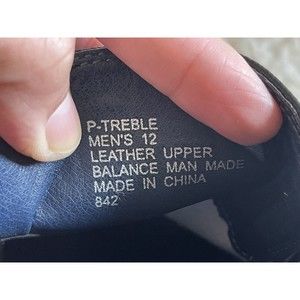 P-TREBLE
MEN'S 12
LEATHER UPPER
BALANCE MAN MADE
MADE IN CHINA
842